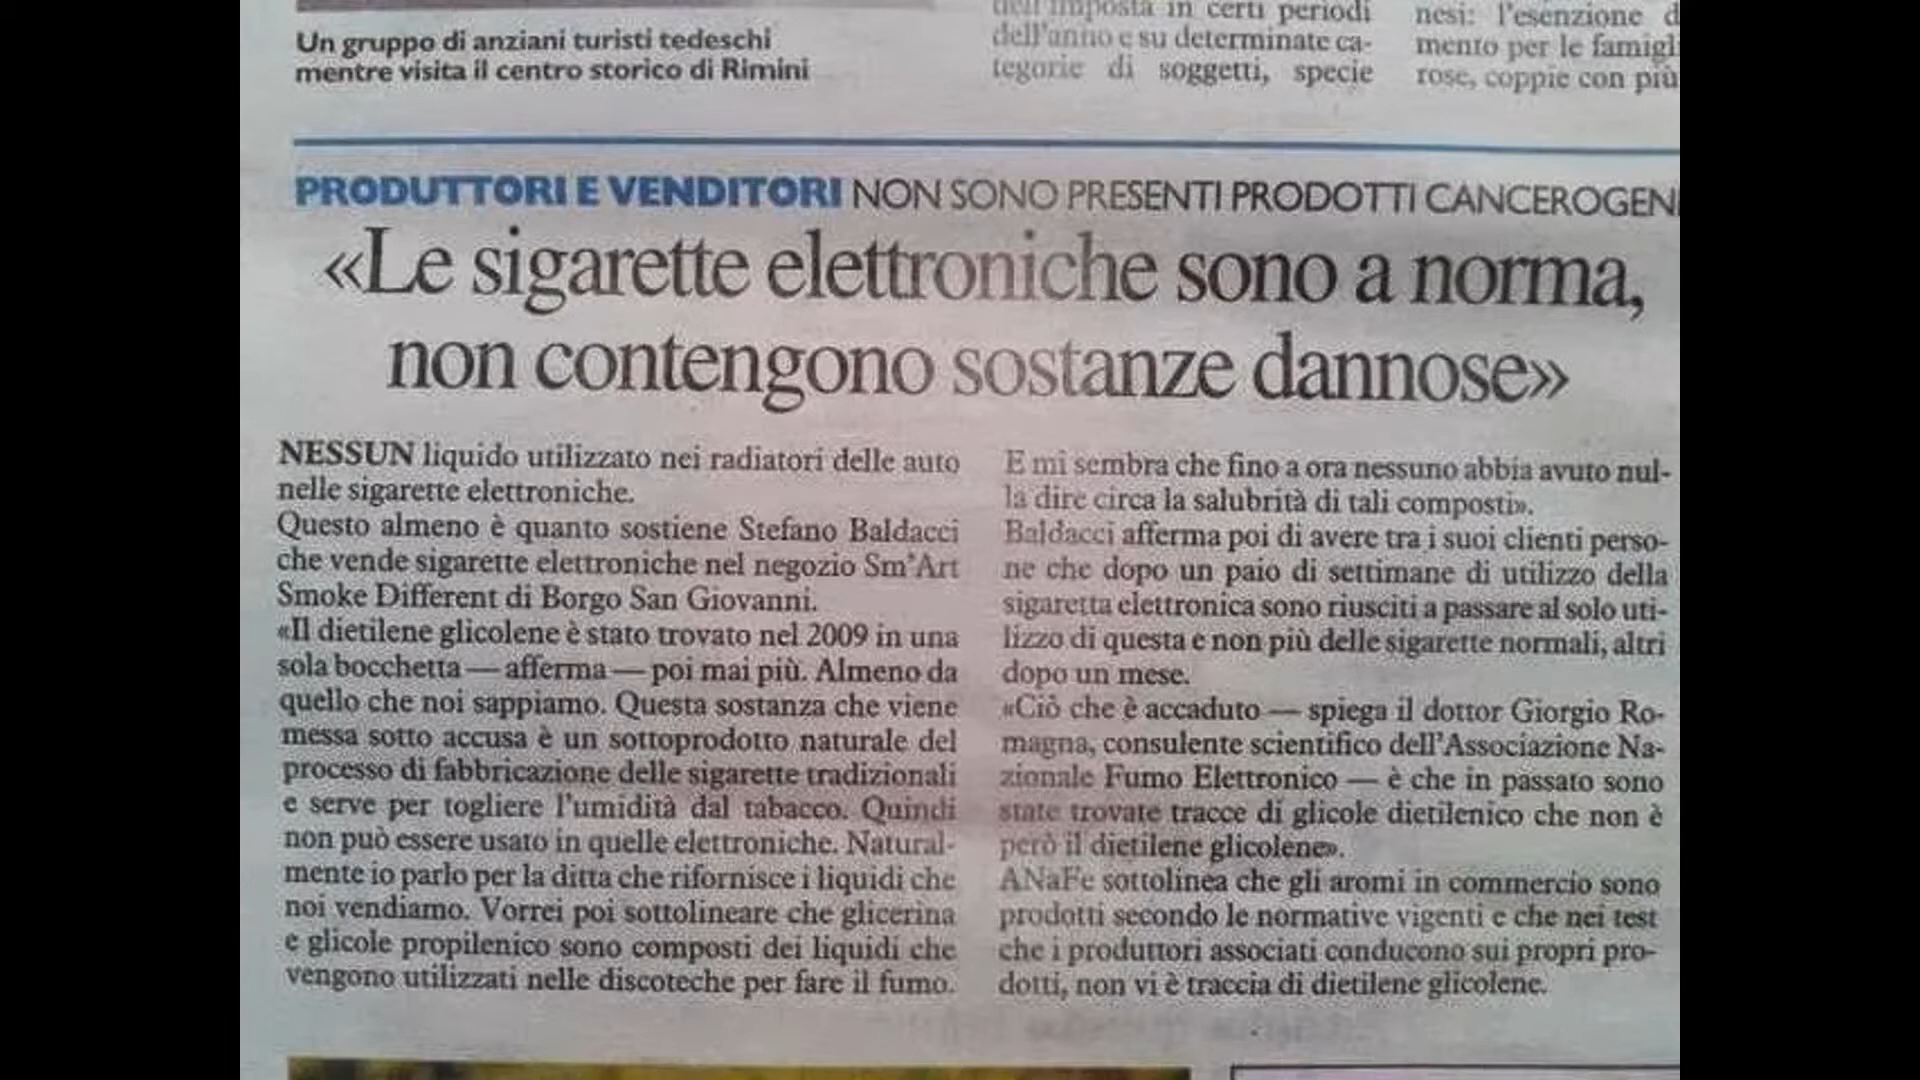 Un gruppo di anziani turisti tedeschi
mentre visita il centro storico di Rimini
dell'imposta in certi periodi
dell'anno e su determinate ca-
tegorie di soggetti, specie
nesi: l'esenzione d
mento per le famigl
rose, coppie con più
PRODUTTORI E VENDITORI NON SONO PRESENTI PRODOTTI CANCEROGENI
«Le sigarette elettroniche sono a norma,
non contengono sostanze dannose»
NESSUN liquido utilizzato nei radiatori delle auto
nelle sigarette elettroniche.
Questo almeno è quanto sostiene Stefano Baldacci
che vende sigarette elettroniche nel negozio Sm'Art
Smoke Different di Borgo San Giovanni.
«Il dietilene glicolene è stato trovato nel 2009 in una
sola bocchetta — afferma — poi mai più. Almeno da
quello che noi sappiamo. Questa sostanza che viene
messa sotto accusa è un sottoprodotto naturale del
processo di fabbricazione delle sigarette tradizionali
e serve per togliere l'umidità dal tabacco. Quindi
non può essere usato in quelle elettroniche. Natural-
mente io parlo per la ditta che rifornisce i liquidi che
noi vendiamo. Vorrei poi sottolineare che glicerina
e glicole propilenico sono composti dei liquidi che
vengono utilizzati nelle discoteche per fare il fumo.
E mi sembra che fino a ora nessuno abbia avuto nul-
la dire circa la salubrità di tali composti».
Baldacci afferma poi di avere tra i suoi clienti perso-
ne che dopo un paio di settimane di utilizzo della
sigaretta elettronica sono riusciti a passare al solo uti-
lizzo di questa e non più delle sigarette normali, altri
dopo un mese.
«Ciò che è accaduto — spiega il dottor Giorgio Ro-
magna, consulente scientifico dell'Associazione Na-
zionale Fumo Elettronico — è che in passato sono
state trovate tracce di glicole dietilenico che non è
però il dietilene glicolene».
ANaFe sottolinea che gli aromi in commercio sono
prodotti secondo le normative vigenti e che nei test
che i produttori associati conducono sui propri pro-
dotti, non vi è traccia di dietilene glicolene.